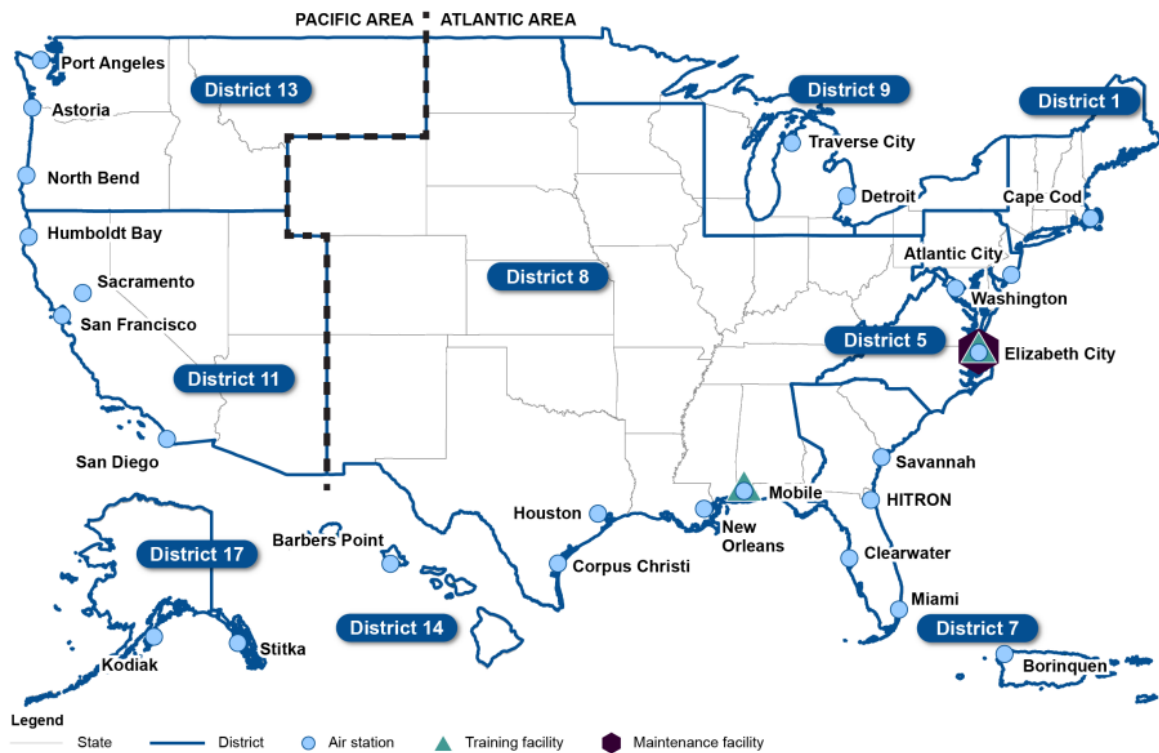 PACIFIC AREA
ATLANTIC AREA
Port Angeles
District 13
District 9
District 1
Astoria
Traverse City
North Bend
Detroit
Cape Cod
Humboldt Bay
Atlantic City
Sacramento
District 8
Washington
San Francisco
District 5
Elizabeth City
District 11
San Diego
Savannah
Mobile
HITRON
Houston
New
Orleans
Barbers Point
District 17
Corpus Christi
Clearwater
Miami
District 14
District 7
Stitka
Kodiak
Borinquen
Legend
State
District
Air station
Training facility
Maintenance facility